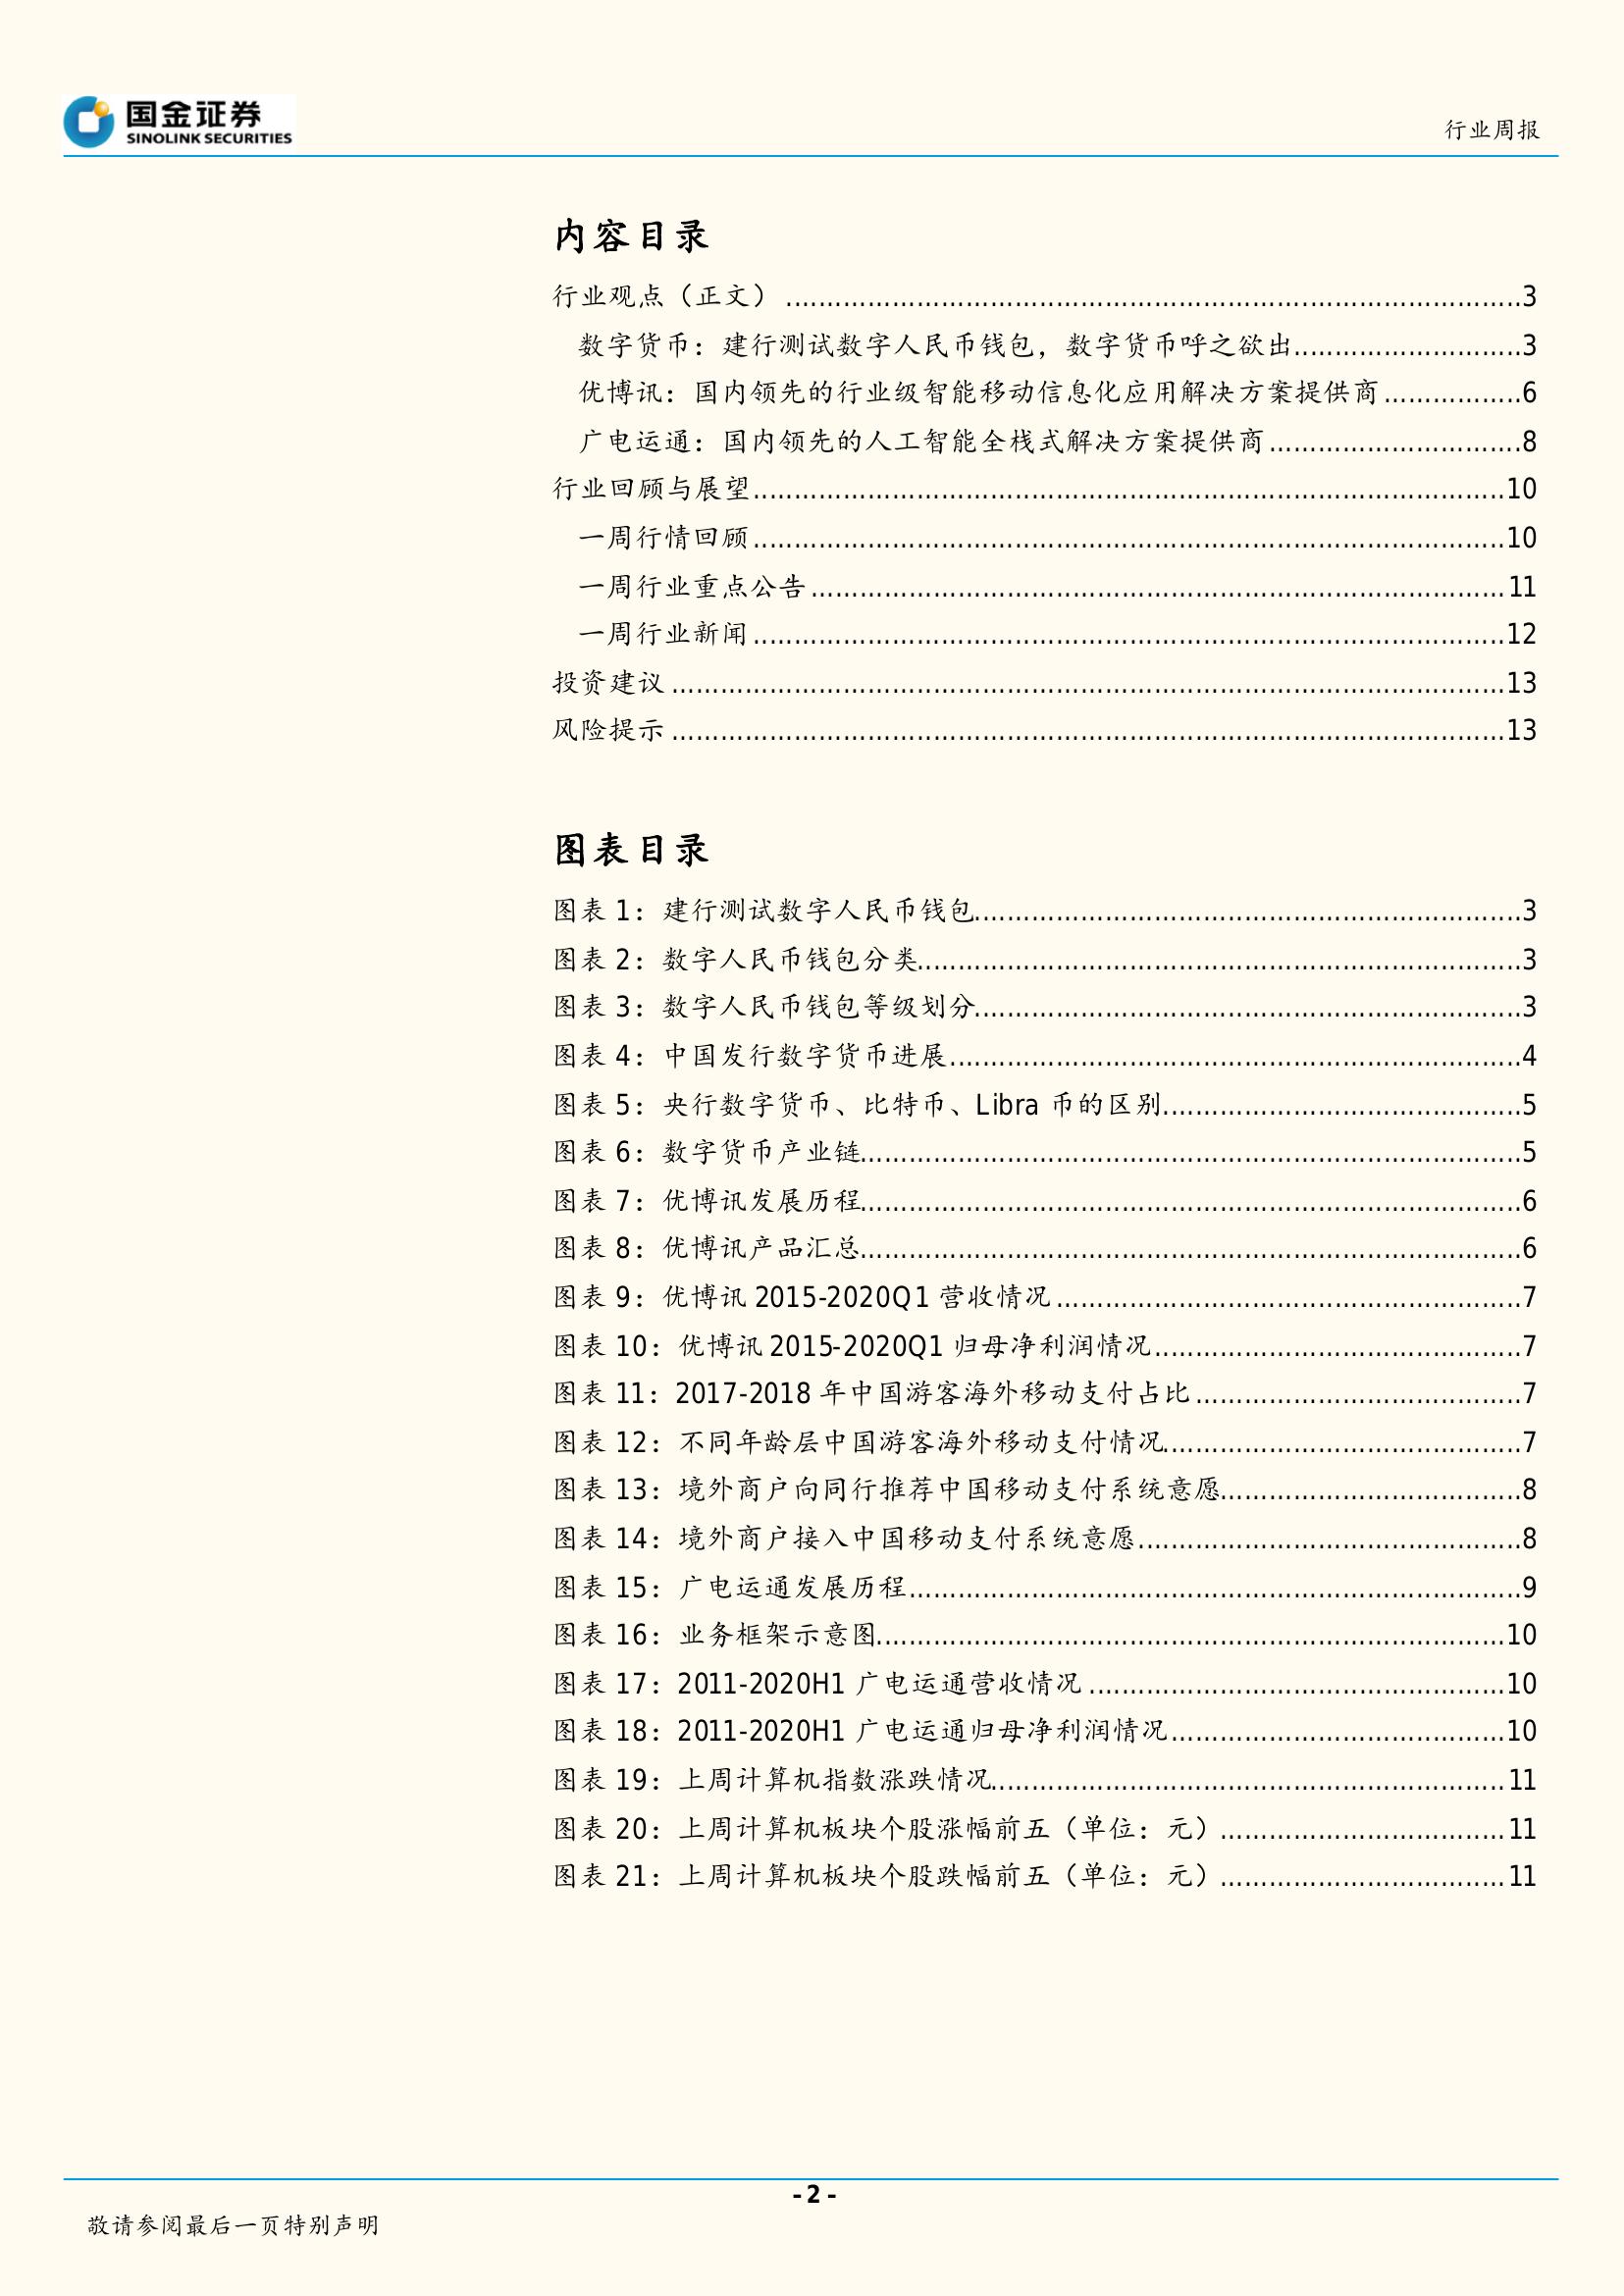 国金证券
SINOLINK SECURITIES
行业周报
内容目录
行业观点（正文）...3
数字货币：建行测试数字人民币钱包，数字货币呼之欲出...3
优博讯：国内领先的行业级智能移动信息化应用解决方案提供商...6
广电运通：国内领先的人工智能全栈式解决方案提供商...8
行业回顾与展望...10
一周行情回顾...10
一周行业重点公告...11
一周行业新闻...12
投资建议...13
风险提示...13
图表目录
图表 1：建行测试数字人民币钱包...3
图表 2：数字人民币钱包分类...3
图表 3：数字人民币钱包等级划分...3
图表 4：中国发行数字货币进展...4
图表 5：央行数字货币、比特币、Libra 币的区别...5
图表 6：数字货币产业链...5
图表 7：优博讯发展历程...6
图表 8：优博讯产品汇总...6
图表 9：优博讯 2015-2020Q1 营收情况...7
图表 10：优博讯 2015-2020Q1 归母净利润情况...7
图表 11：2017-2018 年中国游客海外移动支付占比...7
图表 12：不同年龄层中国游客海外移动支付情况...7
图表 13：境外商户向同行推荐中国移动支付系统意愿...8
图表 14：境外商户接入中国移动支付系统意愿...8
图表 15：广电运通发展历程...9
图表 16：业务框架示意图...10
图表 17：2011-2020H1 广电运通营收情况...10
图表 18：2011-2020H1 广电运通归母净利润情况...10
图表 19：上周计算机指数涨跌情况...11
图表 20：上周计算机板块个股涨幅前五（单位：元）...11
图表 21：上周计算机板块个股跌幅前五（单位：元）...11
- 2 -
敬请参阅最后一页特别声明